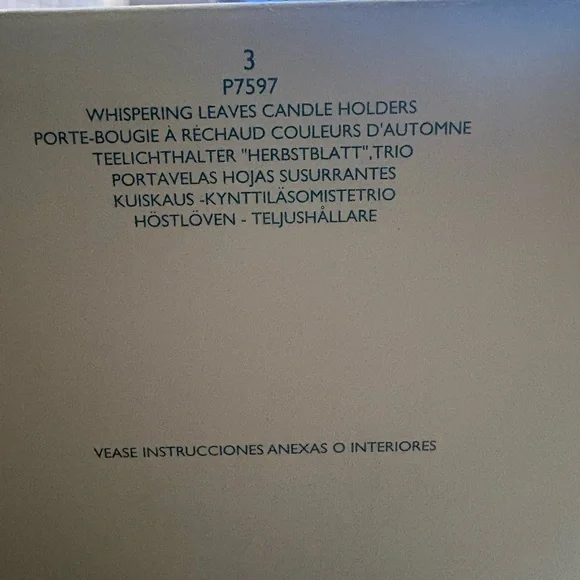 3
P7597
WHISPERING LEAVES CANDLE HOLDERS
PORTE-BOUGIE À RÉCHAUD COULEURS D'AUTOMNE
TEELICHTHALTER "HERBSTBLATT",TRIO
PORTAVELAS HOJAS SUSURRANTES
KUISKAUS -KYNTTILÄSOMISTETRIO
HÖSTLÖVEN - TELJUSHÅLLARE
VEASE INSTRUCCIONES ANEXAS O INTERIORES